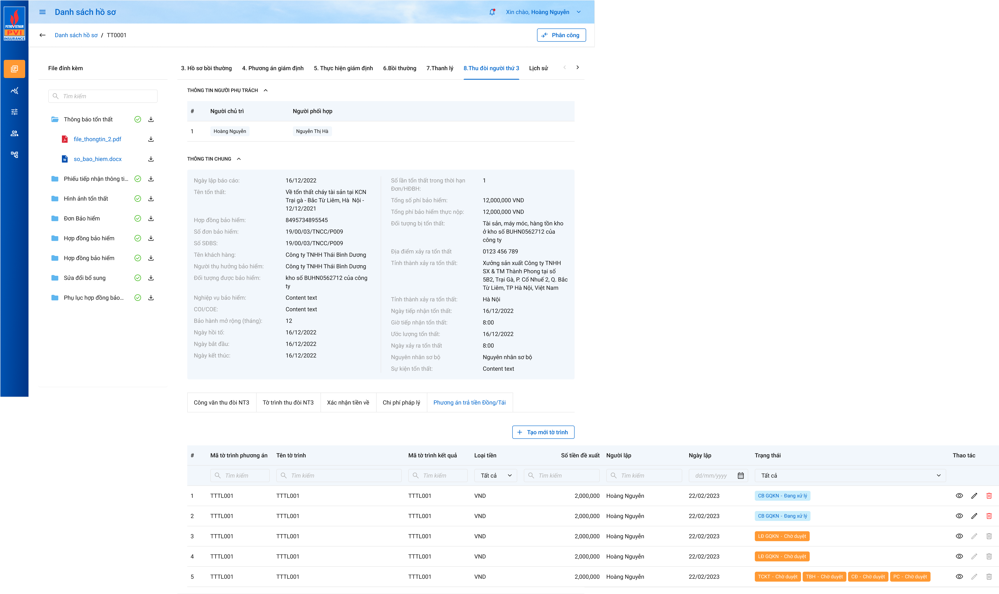 PETROVIETNAM
PVI
INSURANCE
Danh sách hồ sơ
Xin chào, Hoàng Nguyễn
Danh sách hồ sơ / TT0001
Phân công
File đính kèm
Tìm kiếm
Thông báo tổn thất
file_thongtin_2.pdf
so_bao_hiem.docx
Phiếu tiếp nhận thông ti...
Hình ảnh tổn thất
Đơn Bảo hiểm
Hợp đồng bảo hiểm
Hợp đồng bảo hiểm
Sửa đổi bổ sung
Phụ lục hợp đồng bảo...
3. Hồ sơ bồi thường 4. Phương án giám định 5. Thực hiện giám định 6.Bồi thường 7.Thanh lý 8.Thu đòi người thứ 3 Lịch sử
THÔNG TIN NGƯỜI PHỤ TRÁCH
# Người chủ trì Người phối hợp
1 Hoàng Nguyễn Nguyễn Thị Hà
THÔNG TIN CHUNG
Ngày lập báo cáo: 16/12/2022
Tên tổn thất: Về tổn thất cháy tài sản tại KCN
Trại gà - Bắc Từ Liêm, Hà Nội -
12/12/2021
Hợp đồng bảo hiểm: 8495734895545
Số đơn bảo hiểm: 19/00/03/TNCC/P009
Số SĐBS: 19/00/03/TNCC/P009
Tên khách hàng: Công ty TNHH Thái Bình Dương
Người thụ hưởng bảo hiểm: Công ty TNHH Thái Bình Dương
Đối tượng được bảo hiểm: kho số BUHN0562712 của công
ty
Nghiệp vụ bảo hiểm: Content text
COI/COE: Content text
Bảo hành mở rộng (tháng): 12
Ngày hồi tố: 16/12/2022
Ngày bắt đầu: 16/12/2022
Ngày kết thúc: 16/12/2022
Số lần tổn thất trong thời hạn 1
Đơn/HĐBH:
Tổng số phí bảo hiểm: 12,000,000 VND
Tổng phí bảo hiểm thực nộp: 12,000,000 VND
Đối tượng bị tổn thất: Tài sản, máy móc, hàng tồn kho
ở kho số BUHN0562712 của
công ty
Địa điểm xảy ra tổn thất 0123 456 789
Tỉnh thành xảy ra tổn thất: Xưởng sản xuất Công ty TNHH
SX & TM Thành Phong tại số
5B2, Trại Gà, P. Cổ Nhuế 2, Q. Bắc
Từ Liêm, TP Hà Nội, Việt Nam
Tỉnh thành xảy ra tổn thất: Hà Nội
Ngày tiếp nhận tổn thất: 16/12/2022
Giờ tiếp nhận tổn thất: 8:00
Ước lượng tổn thất: 16/12/2022
Ngày xảy ra tổn thất 8:00
Nguyên nhân sơ bộ Nguyên nhân sơ bộ
Sự kiện tổn thất: Content text
Công văn thu đòi NT3 Tờ trình thu đòi NT3 Xác nhận tiền về Chi phí pháp lý Phương án trả tiền Đồng/Tái
Tạo mới tờ trình
# Mã tờ trình phương án Tên tờ trình Mã tờ trình kết quả Loại tiền Số tiền đề xuất Người lập Ngày lập Trạng thái Thao tác
Tìm kiếm Tìm kiếm Tìm kiếm Tất cả Tìm kiếm Tìm kiếm dd/mm/yyyy Tất cả
1 TTTL001 TTTL001 TTTL001 VND 2,000,000 Hoàng Nguyễn 22/02/2023 CB GQKN - Đang xử lý
2 TTTL001 TTTL001 TTTL001 VND 2,000,000 Hoàng Nguyễn 22/02/2023 CB GQKN - Đang xử lý
3 TTTL001 TTTL001 TTTL001 VND 2,000,000 Hoàng Nguyễn 22/02/2023 LĐ GQKN - Chờ duyệt
4 TTTL001 TTTL001 TTTL001 VND 2,000,000 Hoàng Nguyễn 22/02/2023 LĐ GQKN - Chờ duyệt
5 TTTL001 TTTL001 TTTL001 VND 2,000,000 Hoàng Nguyễn 22/02/2023 TCKT - Chờ duyệt TBH - Chờ duyệt CĐ - Chờ duyệt PC - Chờ duyệt